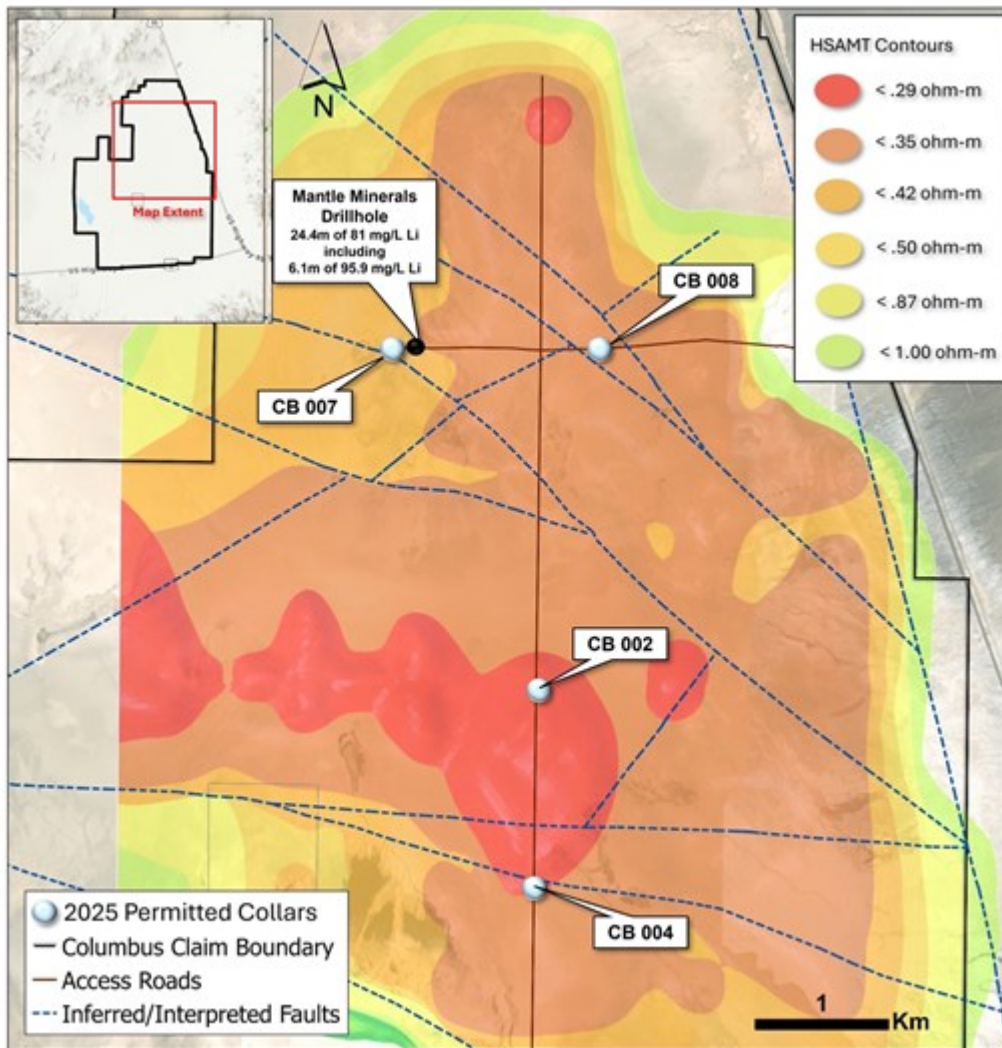 Map Extent
N
HSAMT Contours
< .29 ohm-m
< .35 ohm-m
< .42 ohm-m
< .50 ohm-m
< .87 ohm-m
< 1.00 ohm-m
Mantle Minerals
Drillhole
24.4m of 81 mg/L Li
including
6.1m of 95.9 mg/L Li
CB 008
CB 007
CB 002
CB 004
2025 Permitted Collars
Columbus Claim Boundary
Access Roads
Inferred/Interpreted Faults
1
Km